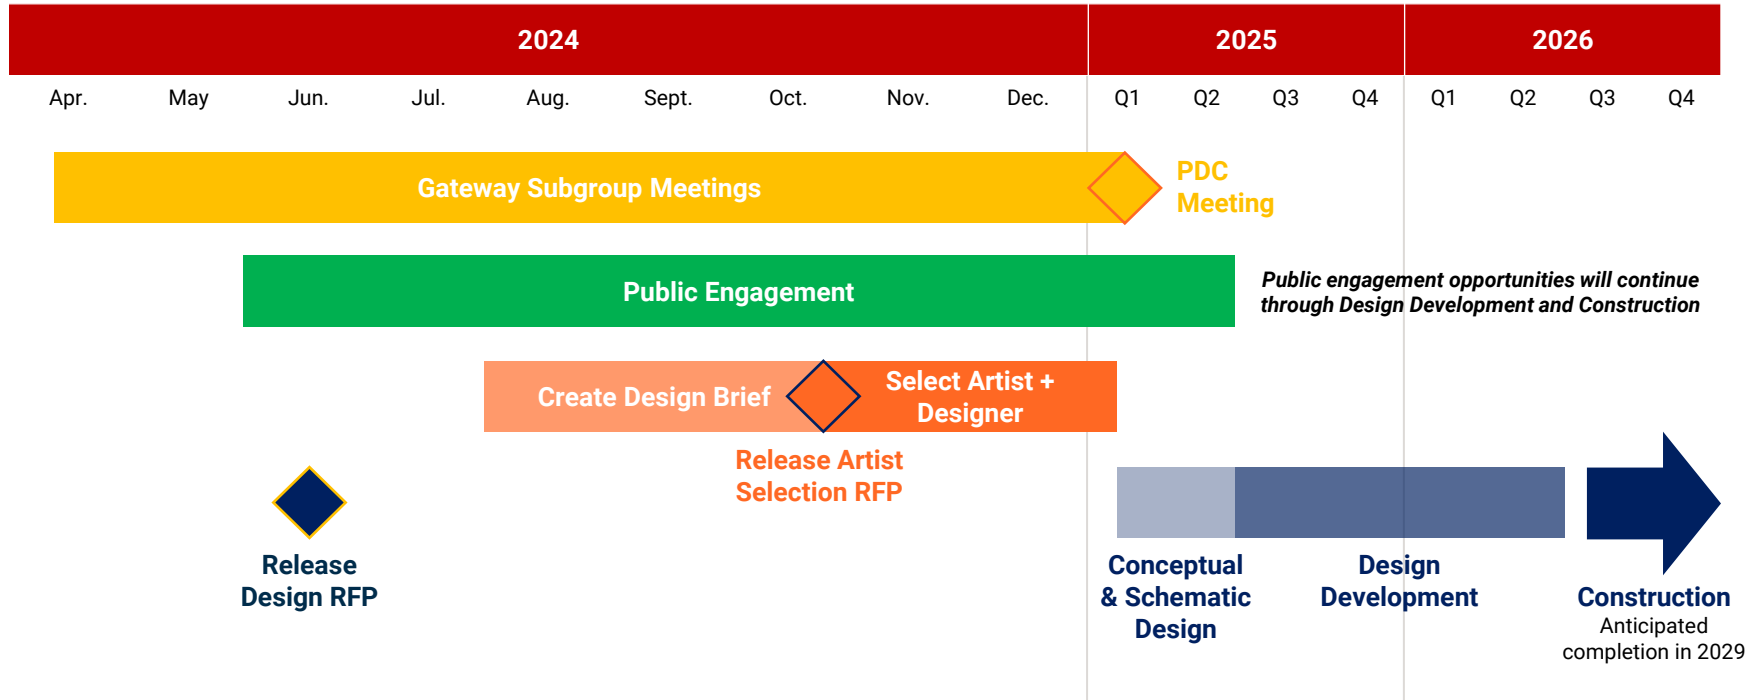 2024 2025 2026
Apr. May Jun. Jul. Aug. Sept. Oct. Nov. Dec. Q1 Q2 Q3 Q4 Q1 Q2 Q3 Q4
Gateway Subgroup Meetings
PDC
Meeting
Public Engagement
Public engagement opportunities will continue
through Design Development and Construction
Create Design Brief
Select Artist +
Designer
Release Artist
Selection RFP
Release
Design RFP
Conceptual
& Schematic
Design
Design
Development
Construction
Anticipated
completion in 2029